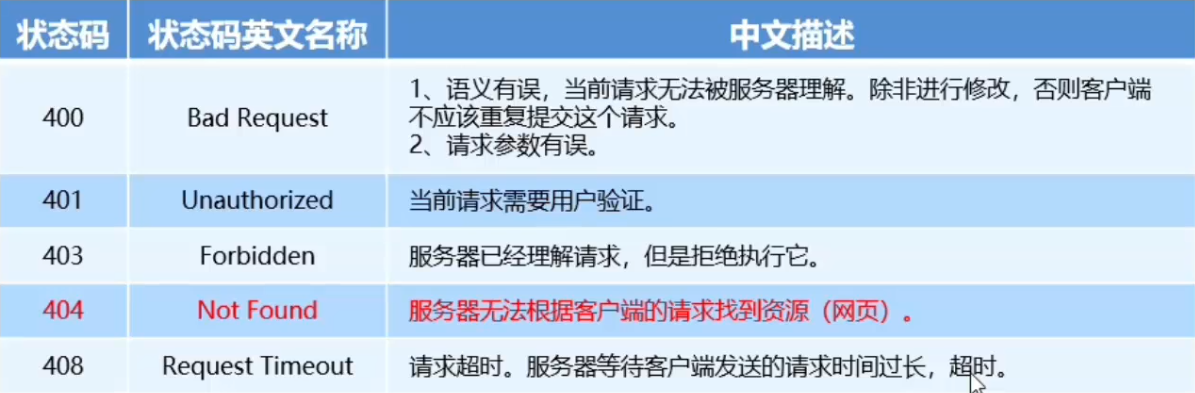 状态码 状态码英文名称 中文描述
400 Bad Request 1、语义有误，当前请求无法被服务器理解。除非进行修改，否则客户端
不应该重复提交这个请求。
2、请求参数有误。
401 Unauthorized 当前请求需要用户验证。
403 Forbidden 服务器已经理解请求，但是拒绝执行它。
404 Not Found 服务器无法根据客户端的请求找到资源（网页）。
408 Request Timeout 请求超时。服务器等待客户端发送的请求时间过长，超时。